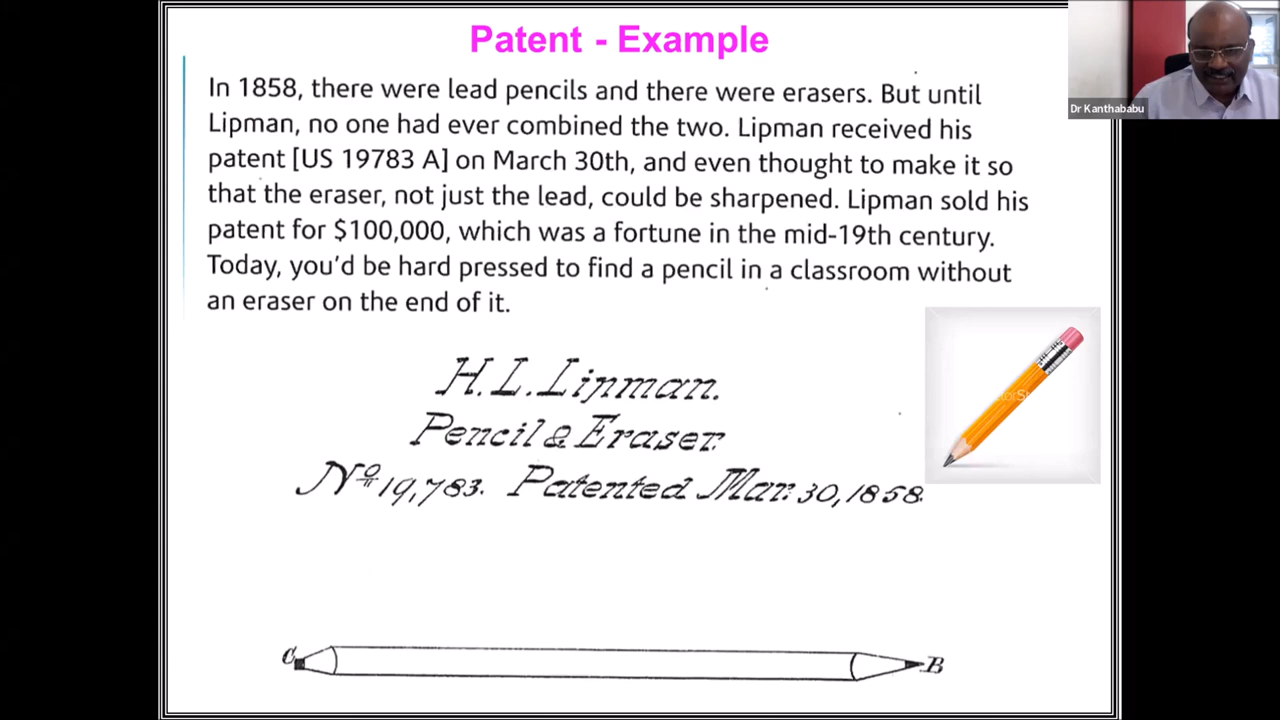 Patent - Example
Dr Kanthababu
In 1858, there were lead pencils and there were erasers. But until
Lipman, no one had ever combined the two. Lipman received his
patent [US 19783 A] on March 30th, and even thought to make it so
that the eraser, not just the lead, could be sharpened. Lipman sold his
patent for $100,000, which was a fortune in the mid-19th century.
Today, you'd be hard pressed to find a pencil in a classroom without
an eraser on the end of it.
H. L. Lipman.
Pencil & Eraser.
Nº 19,783. Patented Mar. 30, 1858.
C
B